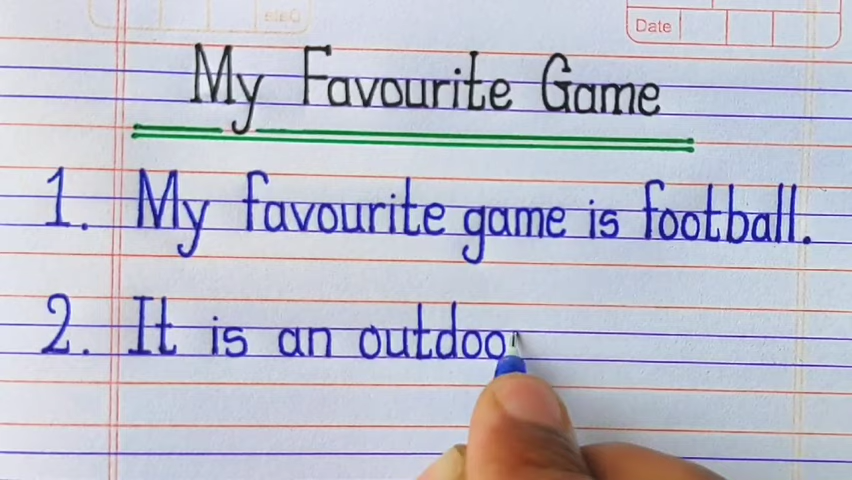 Date
My Favourite Game
1. My favourite game is football.
2. It is an outdoo